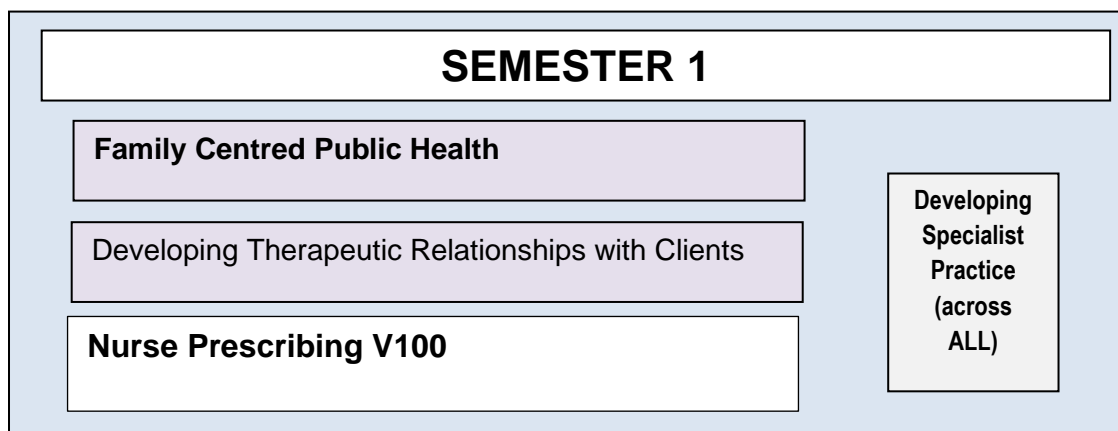 SEMESTER 1
Family Centred Public Health
Developing Therapeutic Relationships with Clients
Nurse Prescribing V100
Developing
Specialist
Practice
(across
ALL)